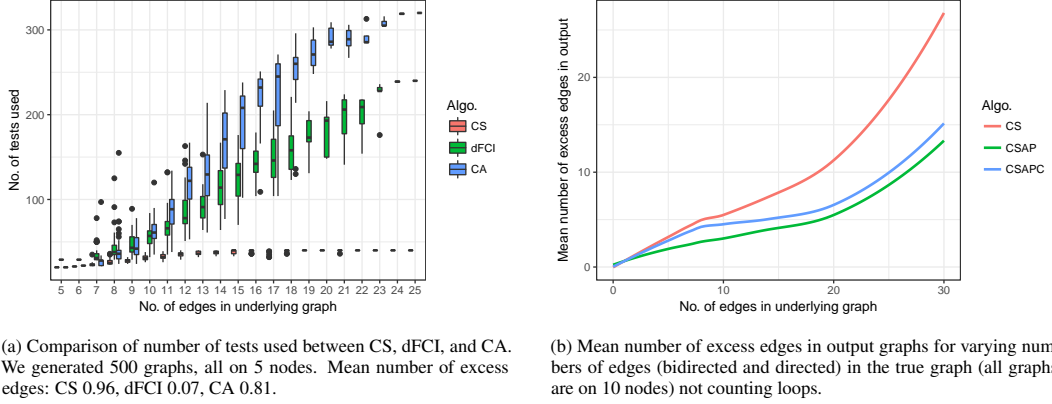 300
200
100
No. of tests used
5 6 7 8 9 10 11 12 13 14 15 16 17 18 19 20 21 22 23 24 25
No. of edges in underlying graph
Algo.
CS
dFCI
CA
20
10
0
Mean number of excess edges in output
0 10 20 30
No. of edges in underlying graph
Algo.
CS
CSAP
CSAPC
(a) Comparison of number of tests used between CS, dFCI, and CA.
We generated 500 graphs, all on 5 nodes. Mean number of excess
edges: CS 0.96, dFCI 0.07, CA 0.81.
(b) Mean number of excess edges in output graphs for varying num
bers of edges (bidirected and directed) in the true graph (all graphs
are on 10 nodes) not counting loops.